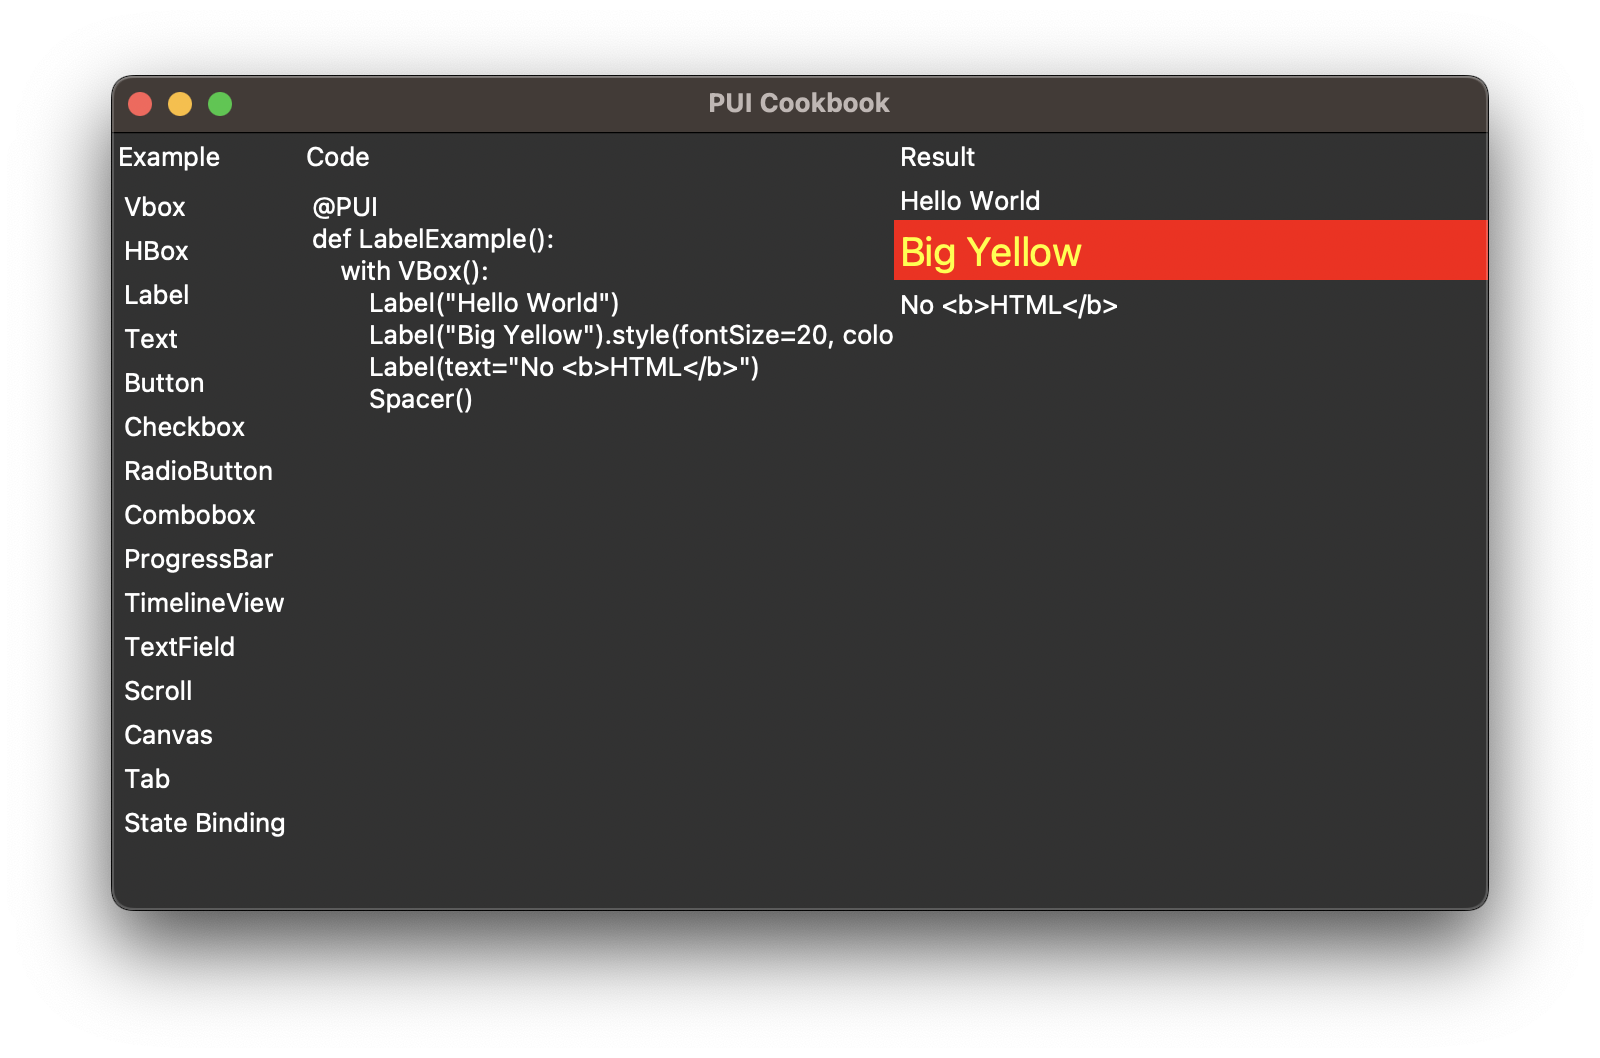 PUI Cookbook
Example
Vbox
HBox
Label
Text
Button
Checkbox
RadioButton
Combobox
ProgressBar
TimelineView
TextField
Scroll
Canvas
Tab
State Binding
Code
@PUI
def LabelExample():
    with VBox():
        Label("Hello World")
        Label("Big Yellow").style(fontSize=20, colo
        Label(text="No <b>HTML</b>")
        Spacer()
Result
Hello World
Big Yellow
No <b>HTML</b>